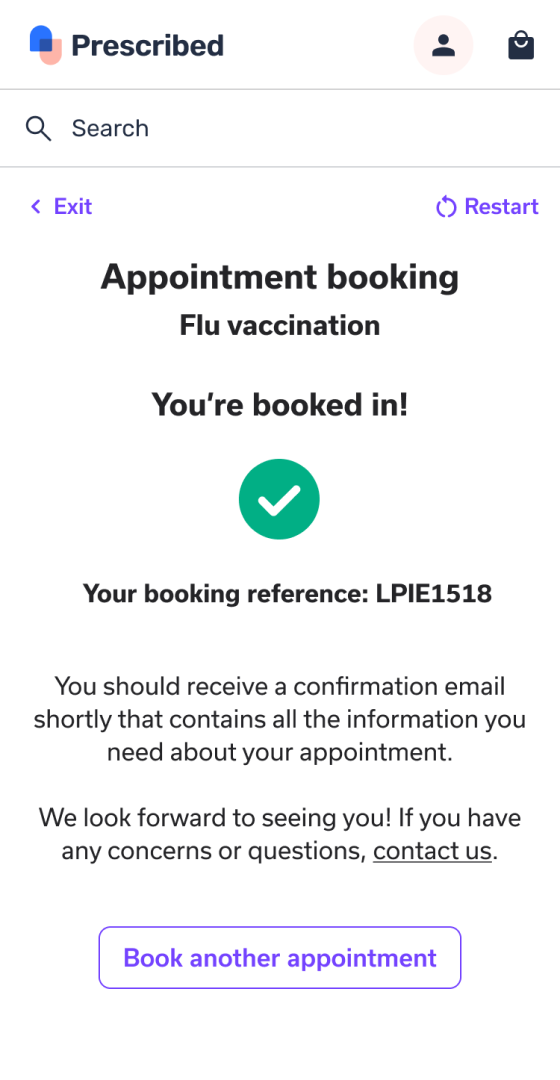 Prescribed
Search
Exit
Restart
Appointment booking
Flu vaccination
You're booked in!
Your booking reference: LPIE1518
You should receive a confirmation email
shortly that contains all the information you
need about your appointment.
We look forward to seeing you! If you have
any concerns or questions, contact us.
Book another appointment